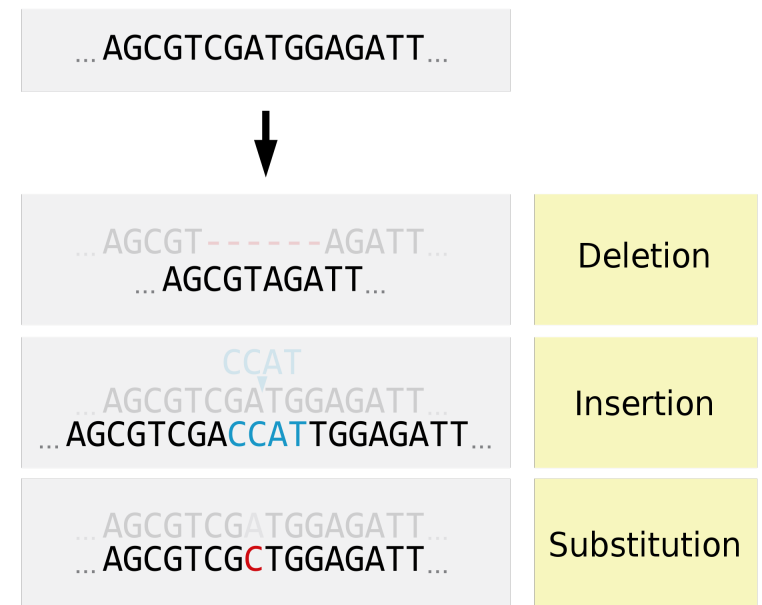 ... AGCGTCGATGGAGATT...
... AGCGT------AGATT...
... AGCGTAGATT...
Deletion
CCAT
... AGCGTCGATGGAGATT...
... AGCGTCGACCATTGGAGATT...
Insertion
... AGCGTCGATGGAGATT...
... AGCGTCGCTGGAGATT...
Substitution